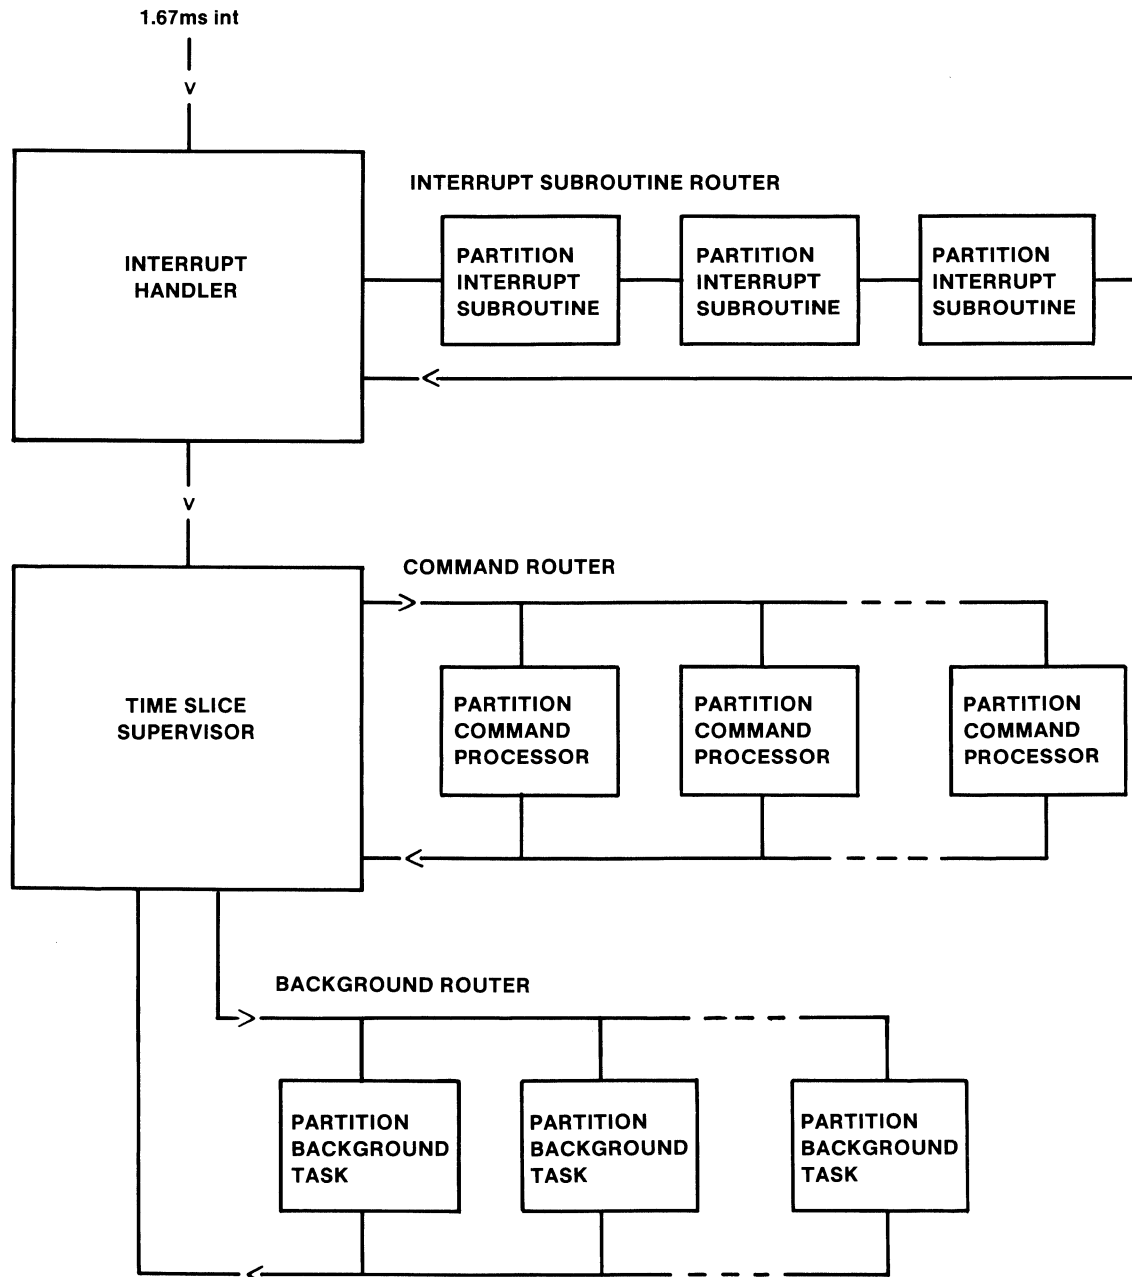 1.67ms int
INTERRUPT SUBROUTINE ROUTER
INTERRUPT
HANDLER
PARTITION
INTERRUPT
SUBROUTINE
PARTITION
INTERRUPT
SUBROUTINE
PARTITION
INTERRUPT
SUBROUTINE
COMMAND ROUTER
TIME SLICE
SUPERVISOR
PARTITION
COMMAND
PROCESSOR
PARTITION
COMMAND
PROCESSOR
PARTITION
COMMAND
PROCESSOR
BACKGROUND ROUTER
PARTITION
BACKGROUND
TASK
PARTITION
BACKGROUND
TASK
PARTITION
BACKGROUND
TASK